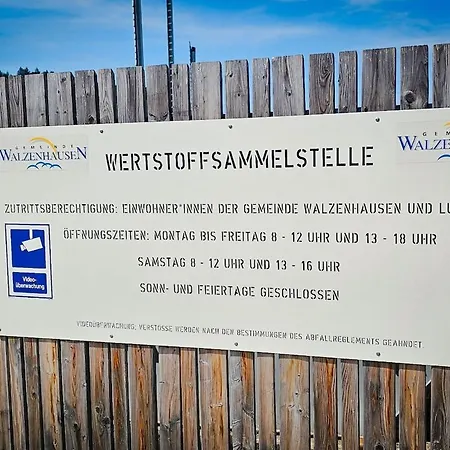 GEMEINDE
WALZENHAUSEN
WERTSTOFFSAMMELSTELLE
WALZENHAUSEN
ZUTRITTSBERECHTIGUNG: EINWOHNER*INNEN DER GEMEINDE WALZENHAUSEN UND LU
ÖFFNUNGSZEITEN: MONTAG BIS FREITAG 8 - 12 UHR UND 13 - 18 UHR
SAMSTAG 8 - 12 UHR UND 13 - 16 UHR
SONN- UND FEIERTAGE GESCHLOSSEN
Video-
überwachung
VIDEOÜBERWACHUNG: VERSTÖSSE WERDEN NACH DEN BESTIMMUNGEN DES ABFALLREGLEMENTS GEAHNDET.